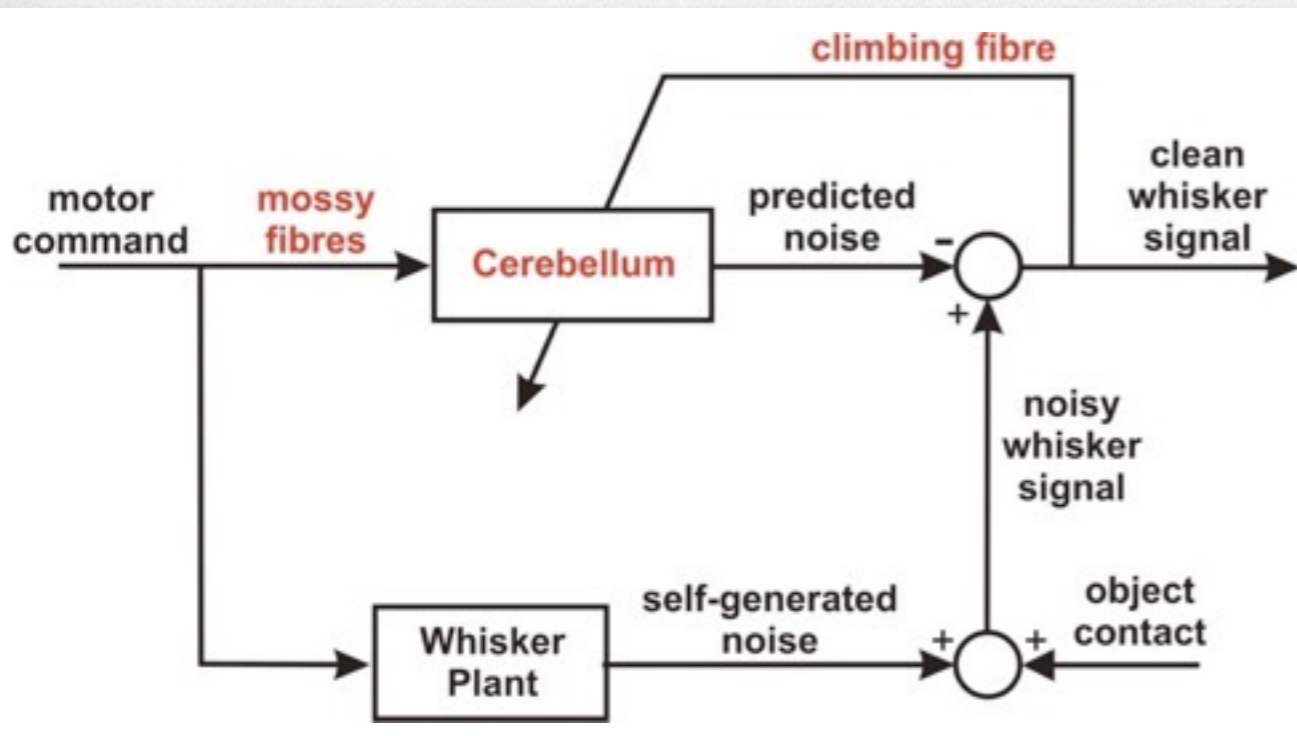 climbing fibre
motor
command
mossy
fibres
Cerebellum
predicted
noise
-
clean
whisker
signal
+
noisy
whisker
signal
Whisker
Plant
self-generated
noise
+
+
object
contact